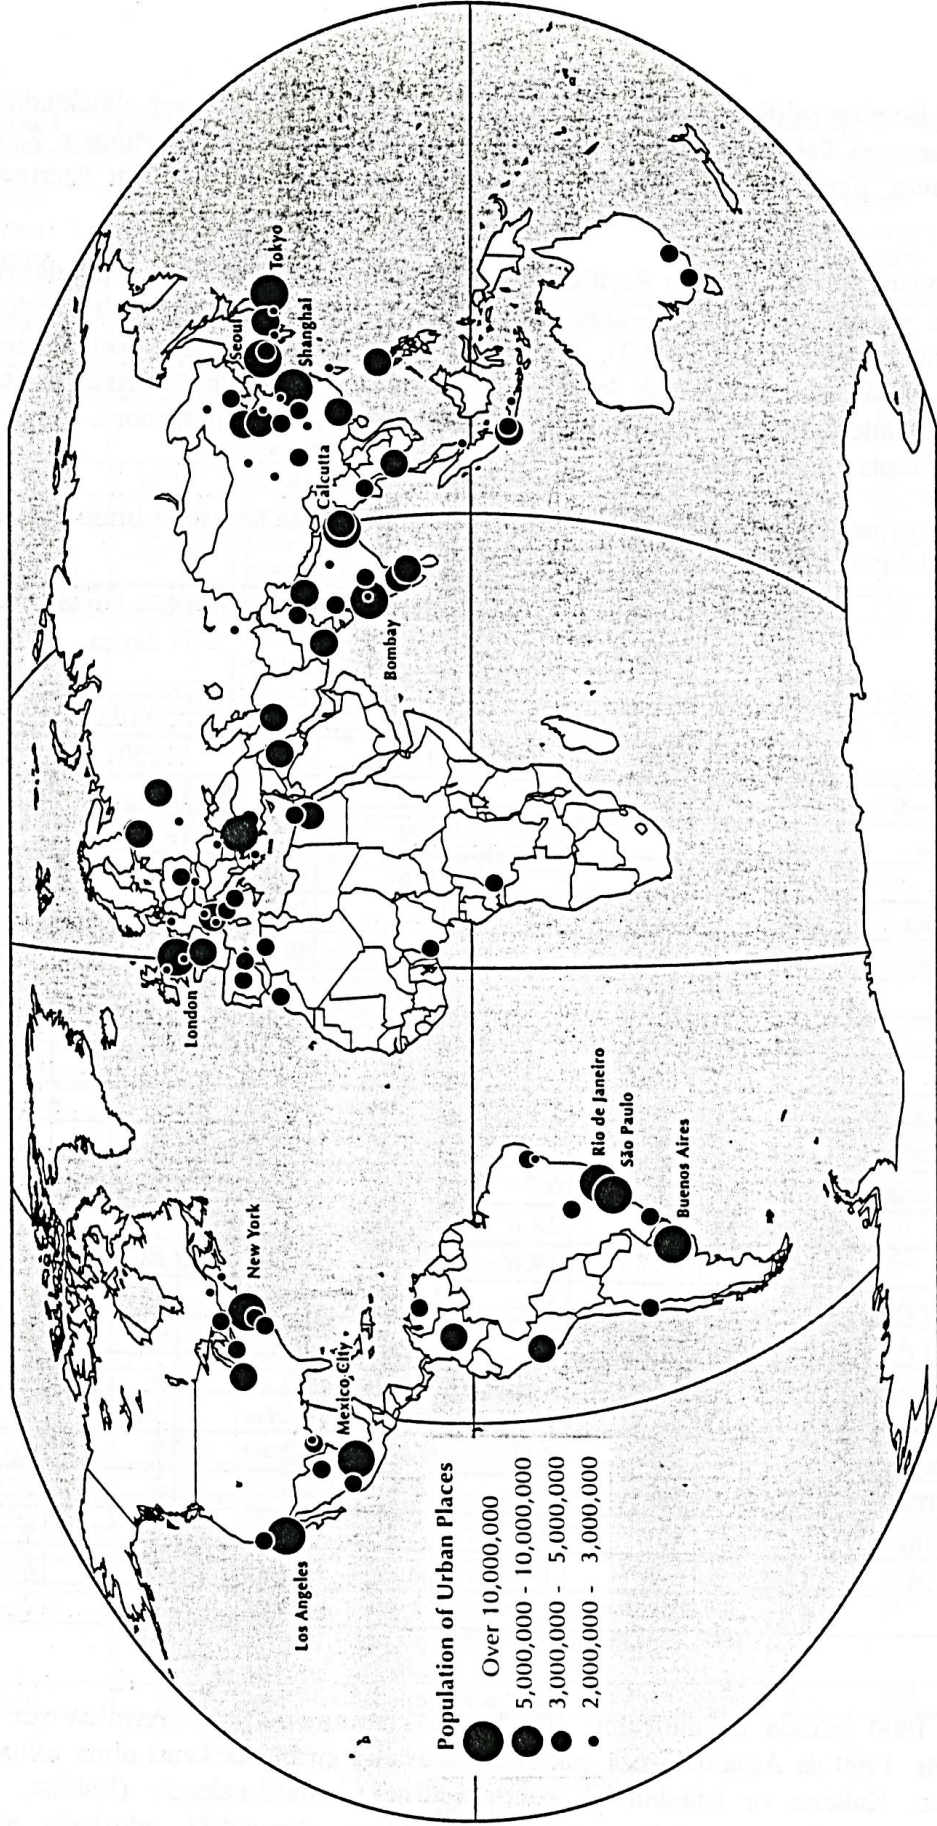 Tokyo
Seoul
Shanghai
Calcutta
Bombay
London
New York
Mexico City
Los Angeles
Rio de Janeiro
São Paulo
Buenos Aires
Population of Urban Places
Over 10,000,000
5,000,000 - 10,000,000
3,000,000 - 5,000,000
2,000,000 - 3,000,000